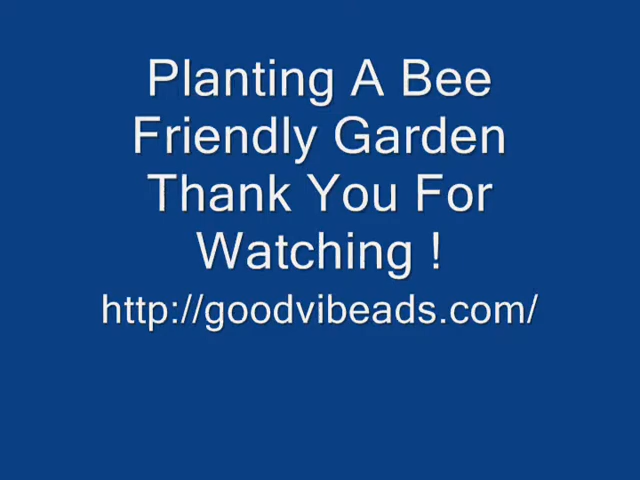 Planting A Bee
Friendly Garden
Thank You For
Watching !
http://goodvibeads.com/